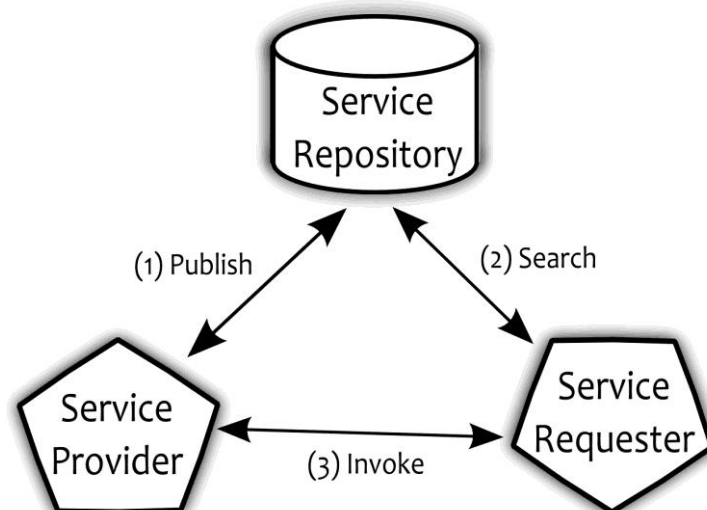 Service
Repository
(1) Publish
(2) Search
Service
Provider
Service
Requester
(3) Invoke